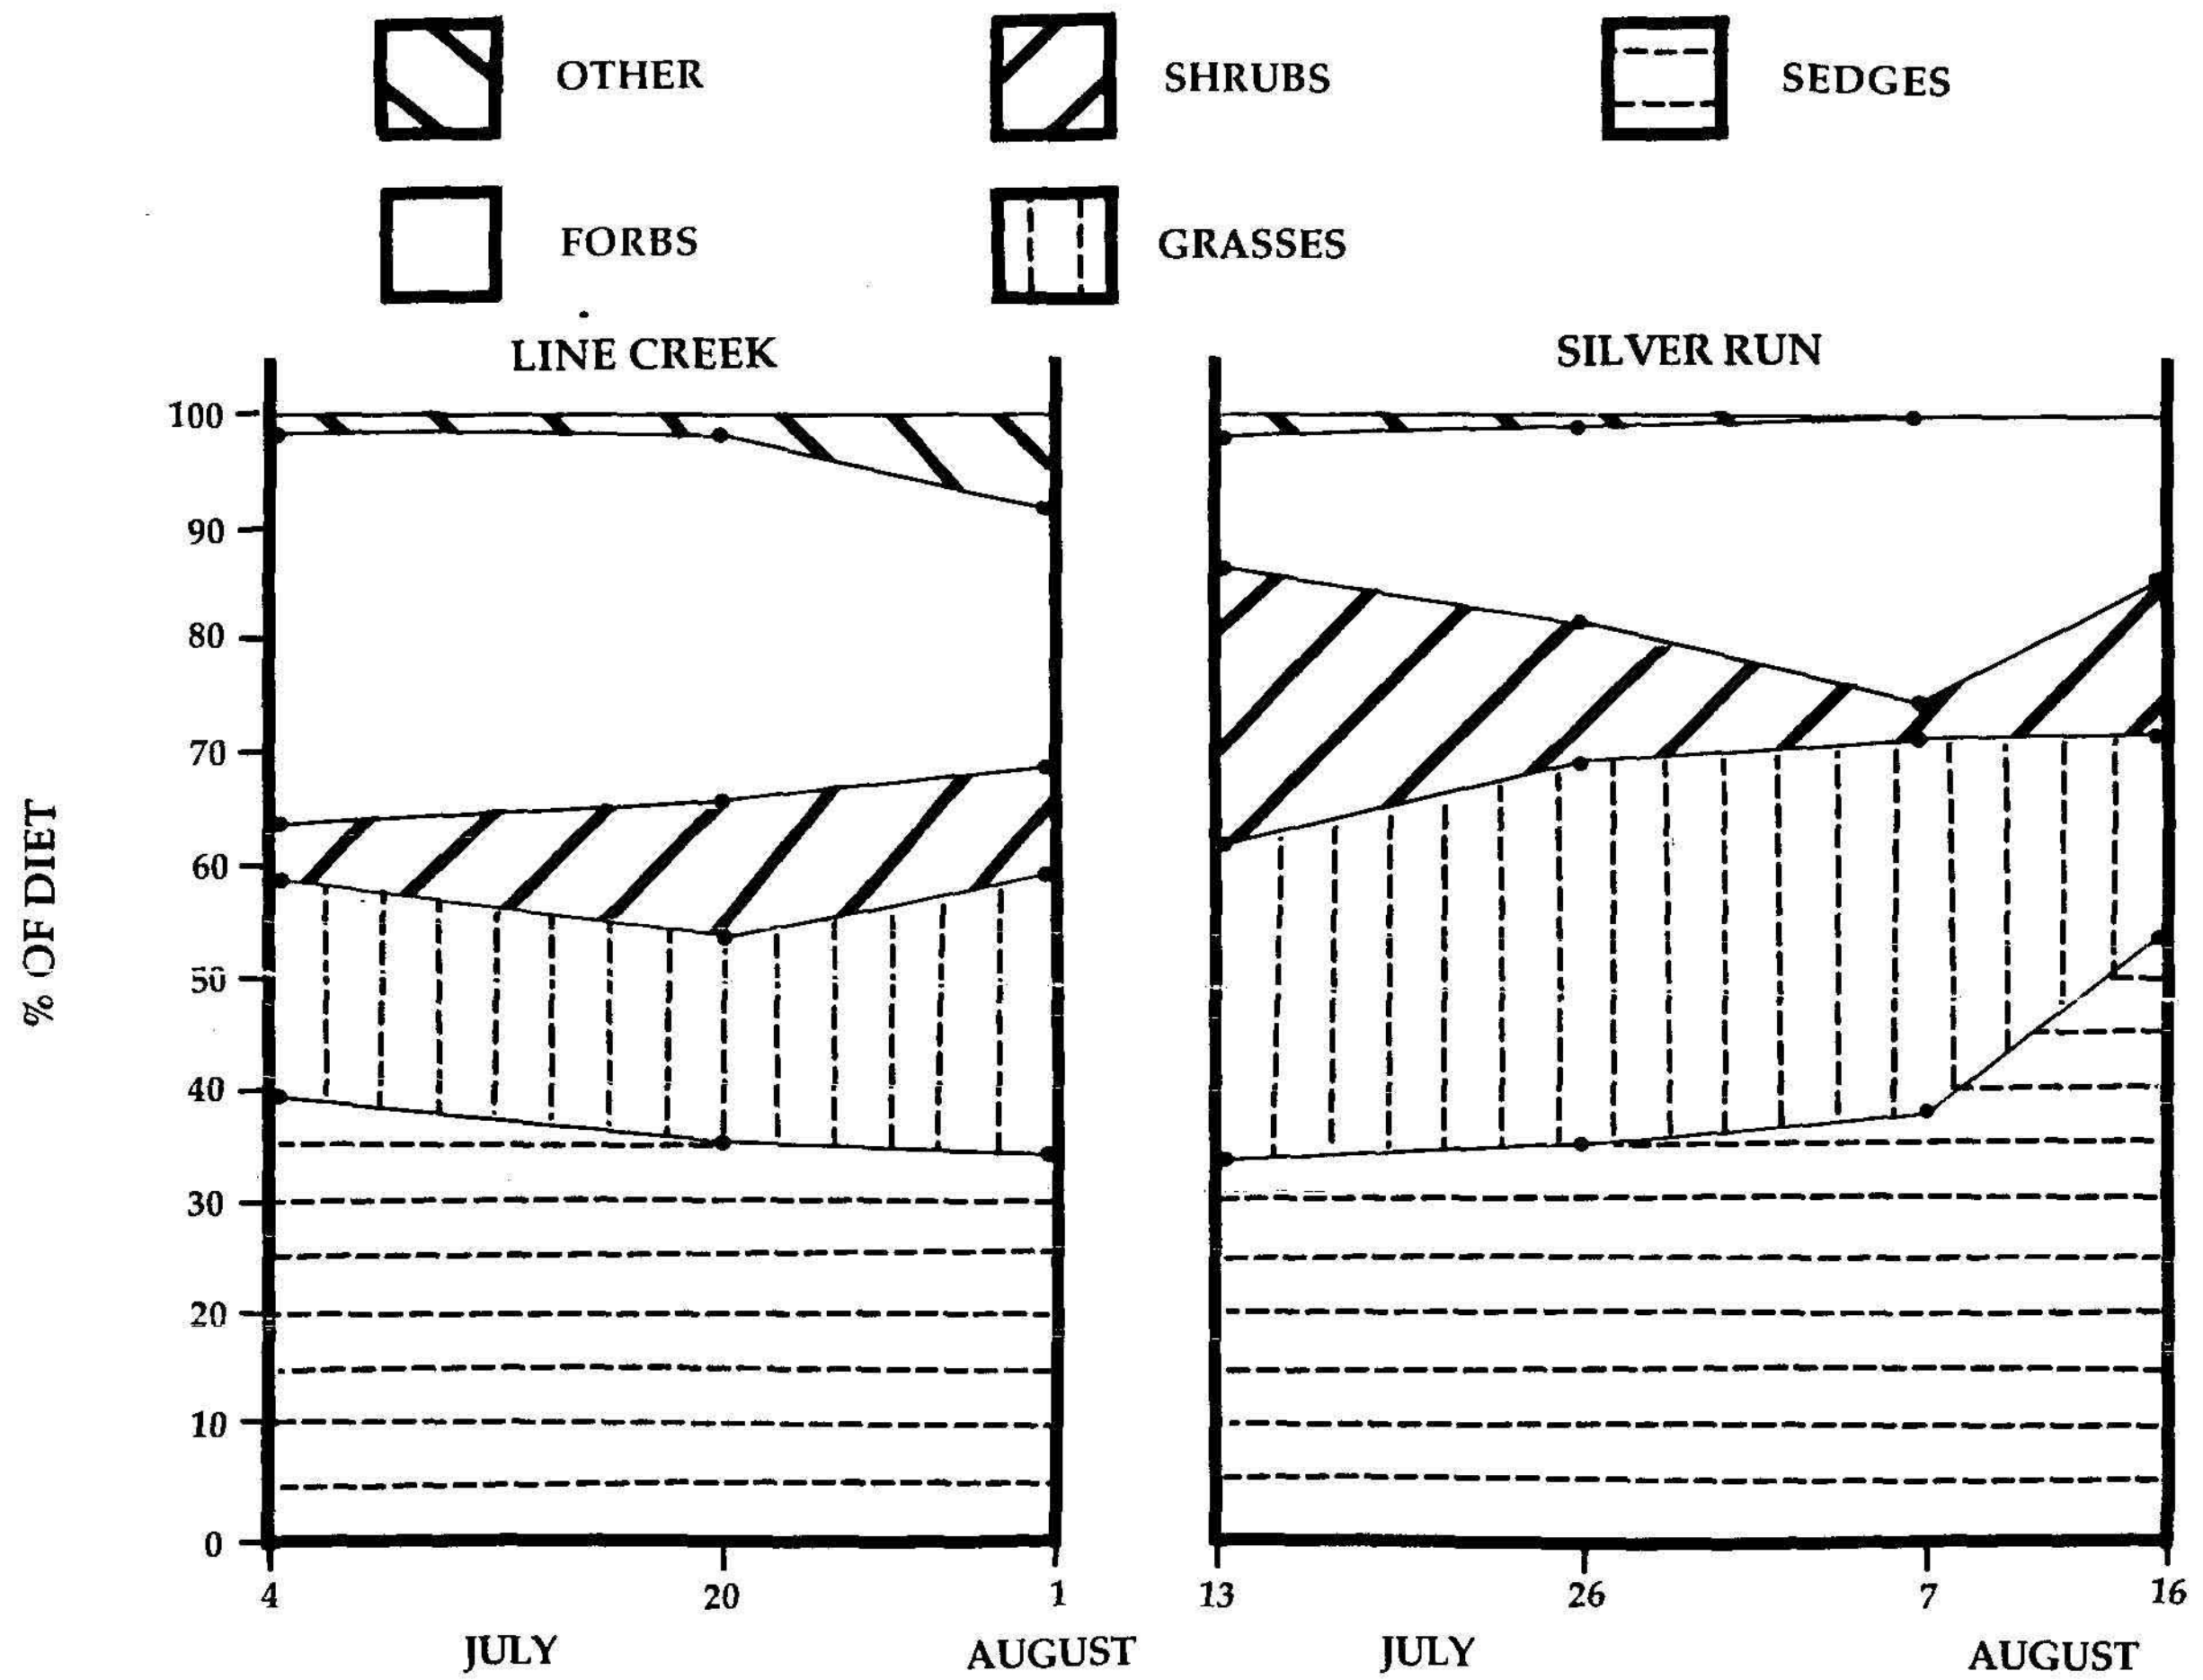 OTHER
SHRUBS
SEDGES
FORBS
GRASSES
LINE CREEK
SILVER RUN
100
90
80
70
60
50
40
30
20
10
0
% OF DIET
4 20 1
13 26 7 16
JULY AUGUST
JULY AUGUST